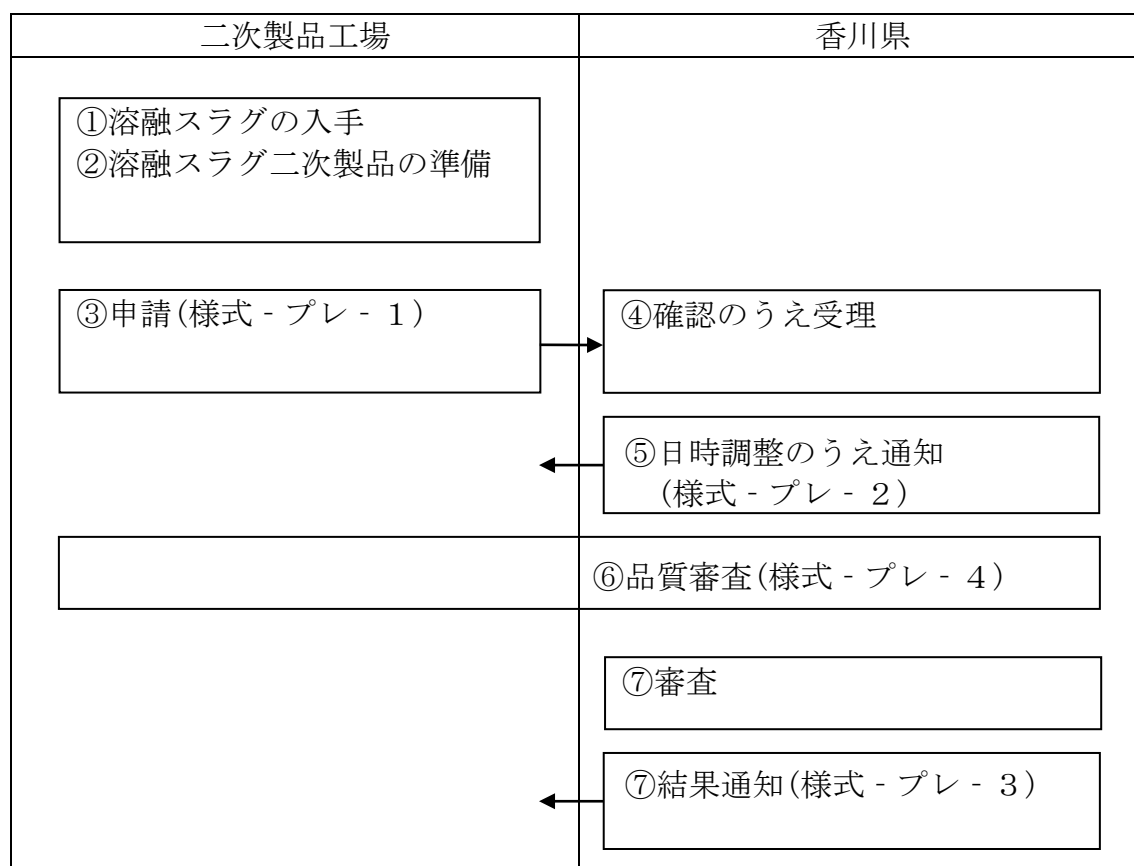 二次製品工場
香川県
①溶融スラグの入手
②溶融スラグ二次製品の準備
③申請(様式‐プレ‐１)
④確認のうえ受理
⑤日時調整のうえ通知
(様式‐プレ‐２)
⑥品質審査(様式‐プレ‐４)
⑦審査
⑦結果通知(様式‐プレ‐３)